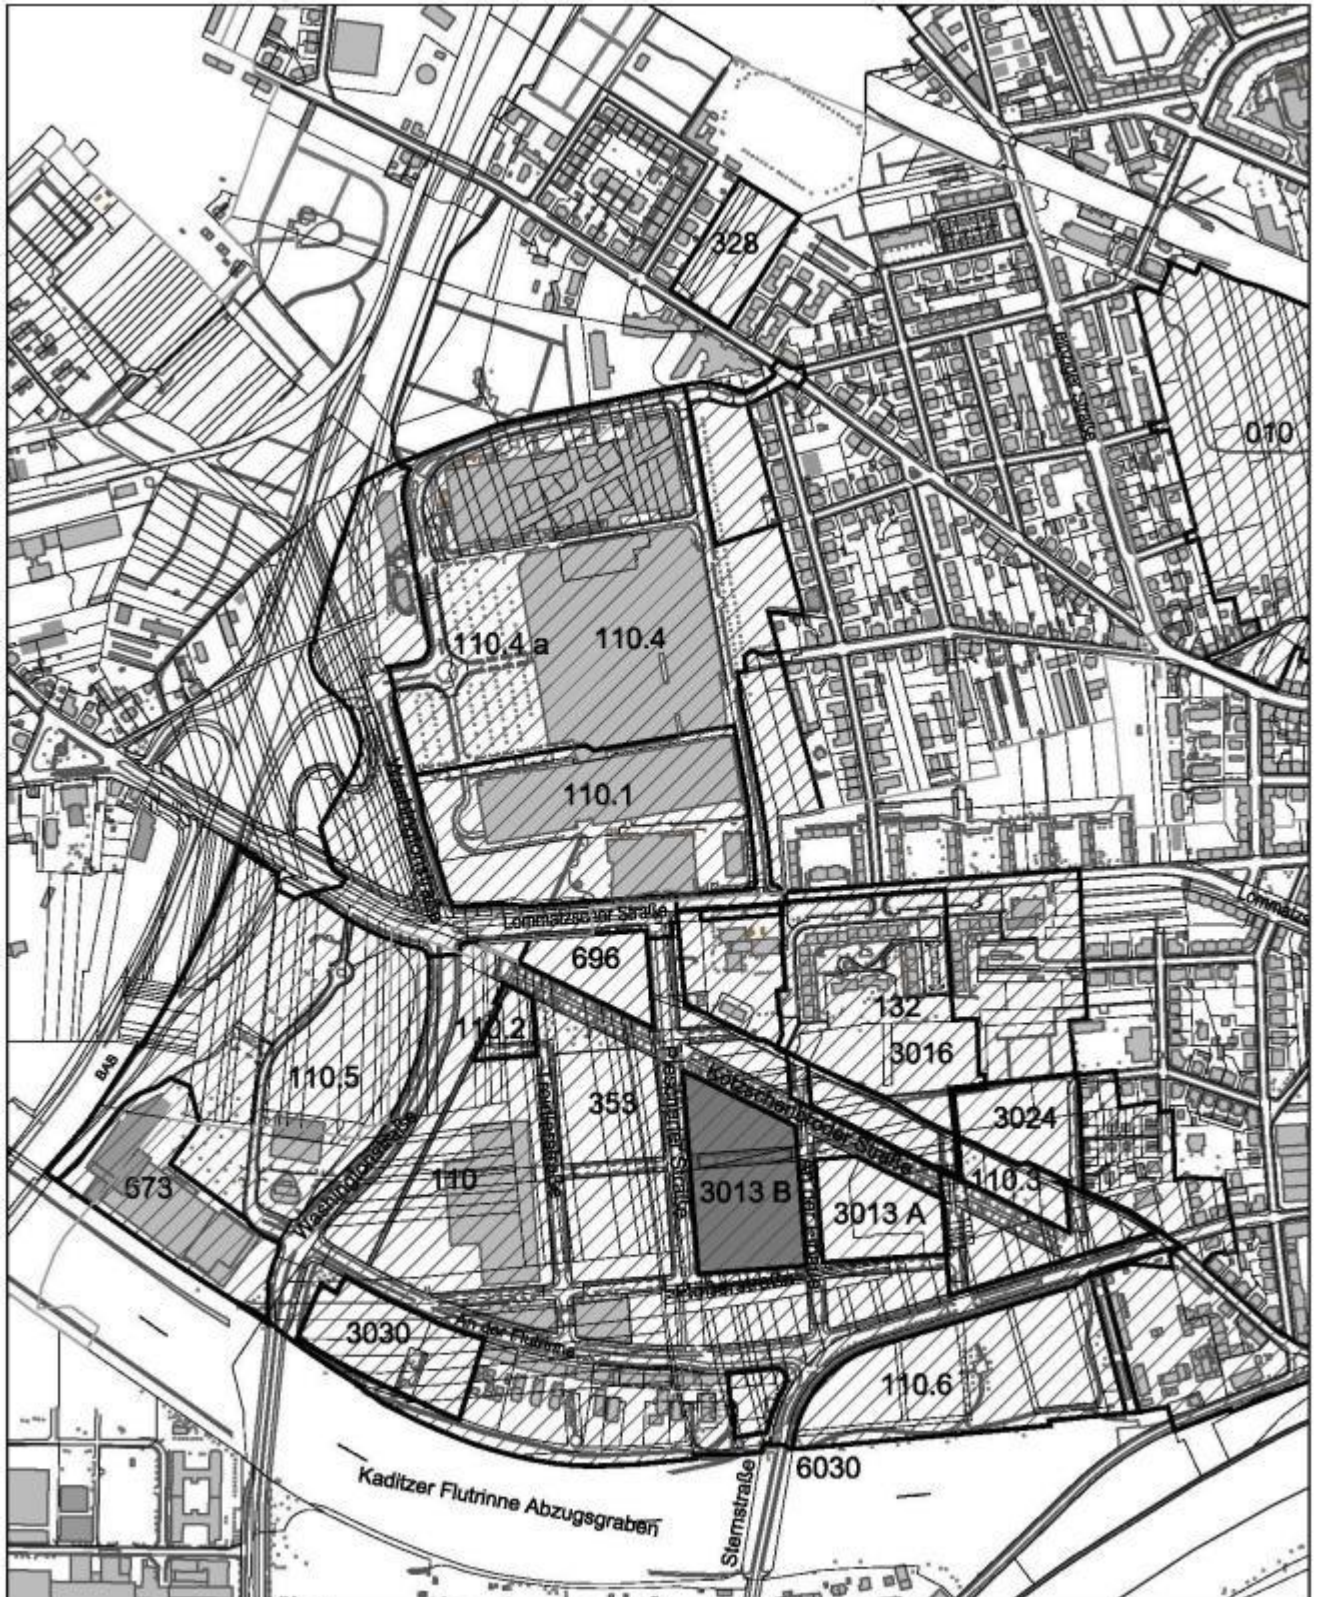 328
010
110.4 a
110.4
110.1
Lommatzscher Straße
696
132
110.2
3016
BAB
110.5
353
Kötzschenbroder Straße
3024
673
110
3013 B
110.3
3013 A
Washingtonstraße
3030
An der Flutrinne
110.6
6030
Kaditzer Flutrinne Abzugsgraben
Sternstraße